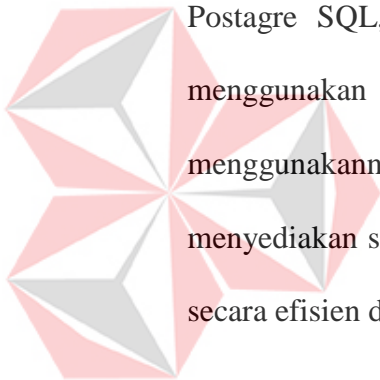 Postagre SQL,
menggunakan
menggunakann
menyediakan s
secara efisien d